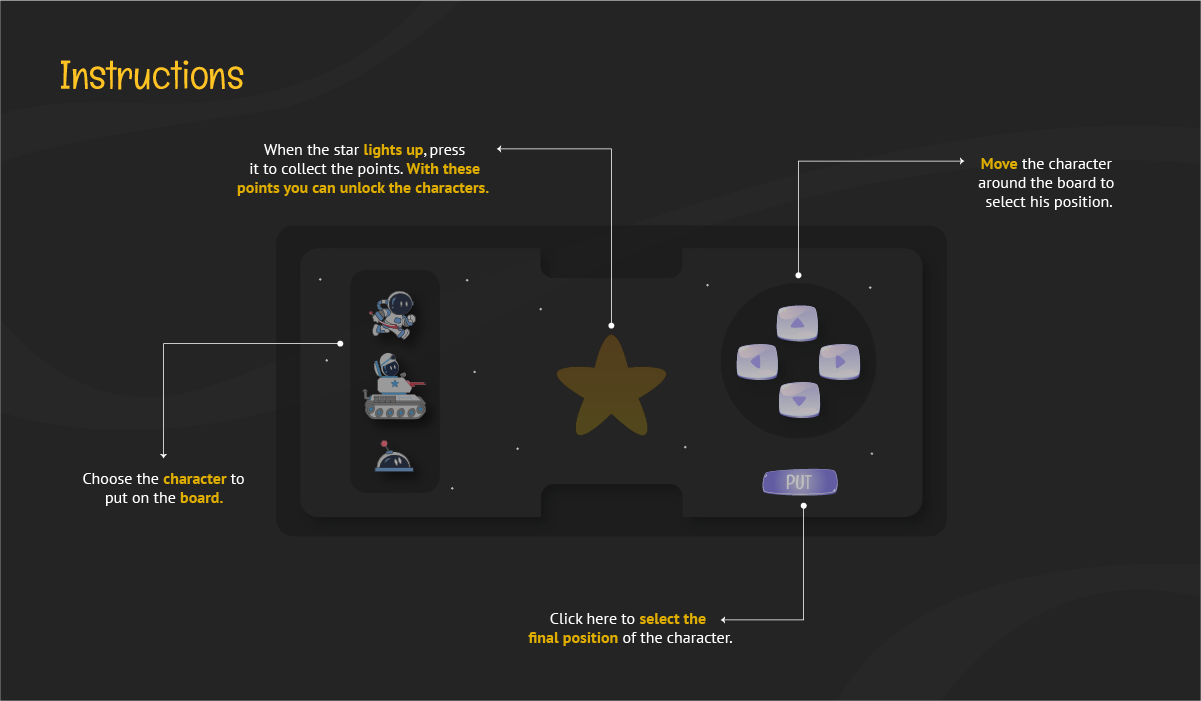 Instructions
When the star lights up, press
it to collect the points. With these
points you can unlock the characters.
Move the character
around the board to
select his position.
Choose the character to
put on the board.
PUT
Click here to select the
final position of the character.